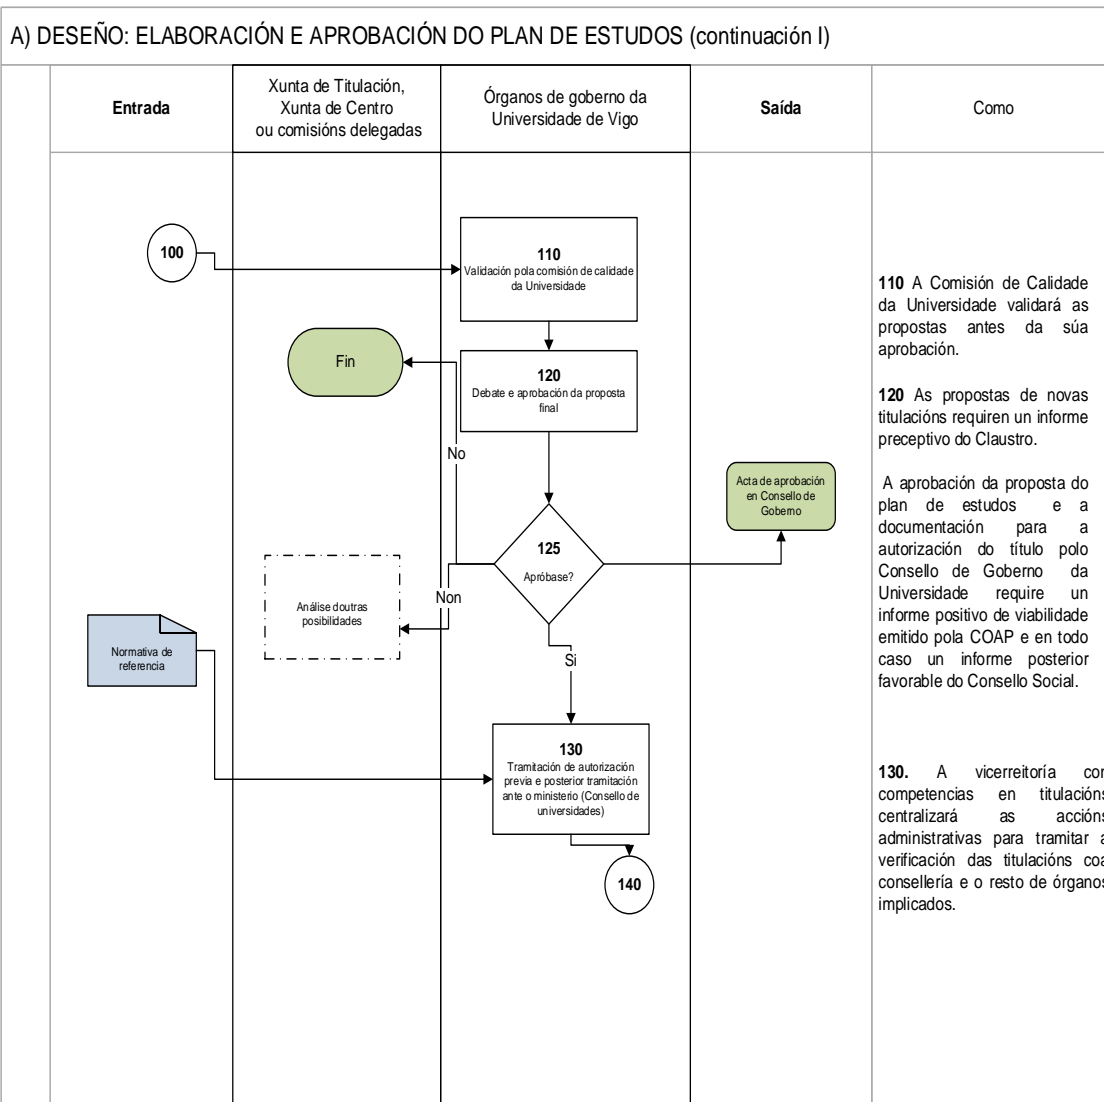 A) DESEÑO: ELABORACIÓN E APROBACIÓN DO PLAN DE ESTUDOS (continuación I)
Entrada
Xunta de Titulación,
Xunta de Centro
ou comisións delegadas
Órganos de goberno da
Universidade de Vigo
Saída
Como
100
110
Validación pola comisión de calidade
da Universidade
Fin
120
Debate e aprobación da proposta
final
No
Acta de aprobación
en Consello de
Goberno
125
Apróbase?
Non
Análise doutras
posibilidades
Normativa de
referencia
Si
130
Tramitación de autorización
previa e posterior tramitación
ante o ministerio (Consello de
universidades)
140
110 A Comisión de Calidade
da Universidade validará as
propostas antes da súa
aprobación.
120 As propostas de novas
titulacións requiren un informe
preceptivo do Claustro.
A aprobación da proposta do
plan de estudos e a
documentación para a
autorización do título polo
Consello de Goberno da
Universidade require un
informe positivo de viabilidade
emitido pola COAP e en todo
caso un informe posterior
favorable do Consello Social.
130. A vicerreitoría con
competencias en titulacións
centralizará as accións
administrativas para tramitar a
verificación das titulacións coa
consellería e o resto de órganos
implicados.